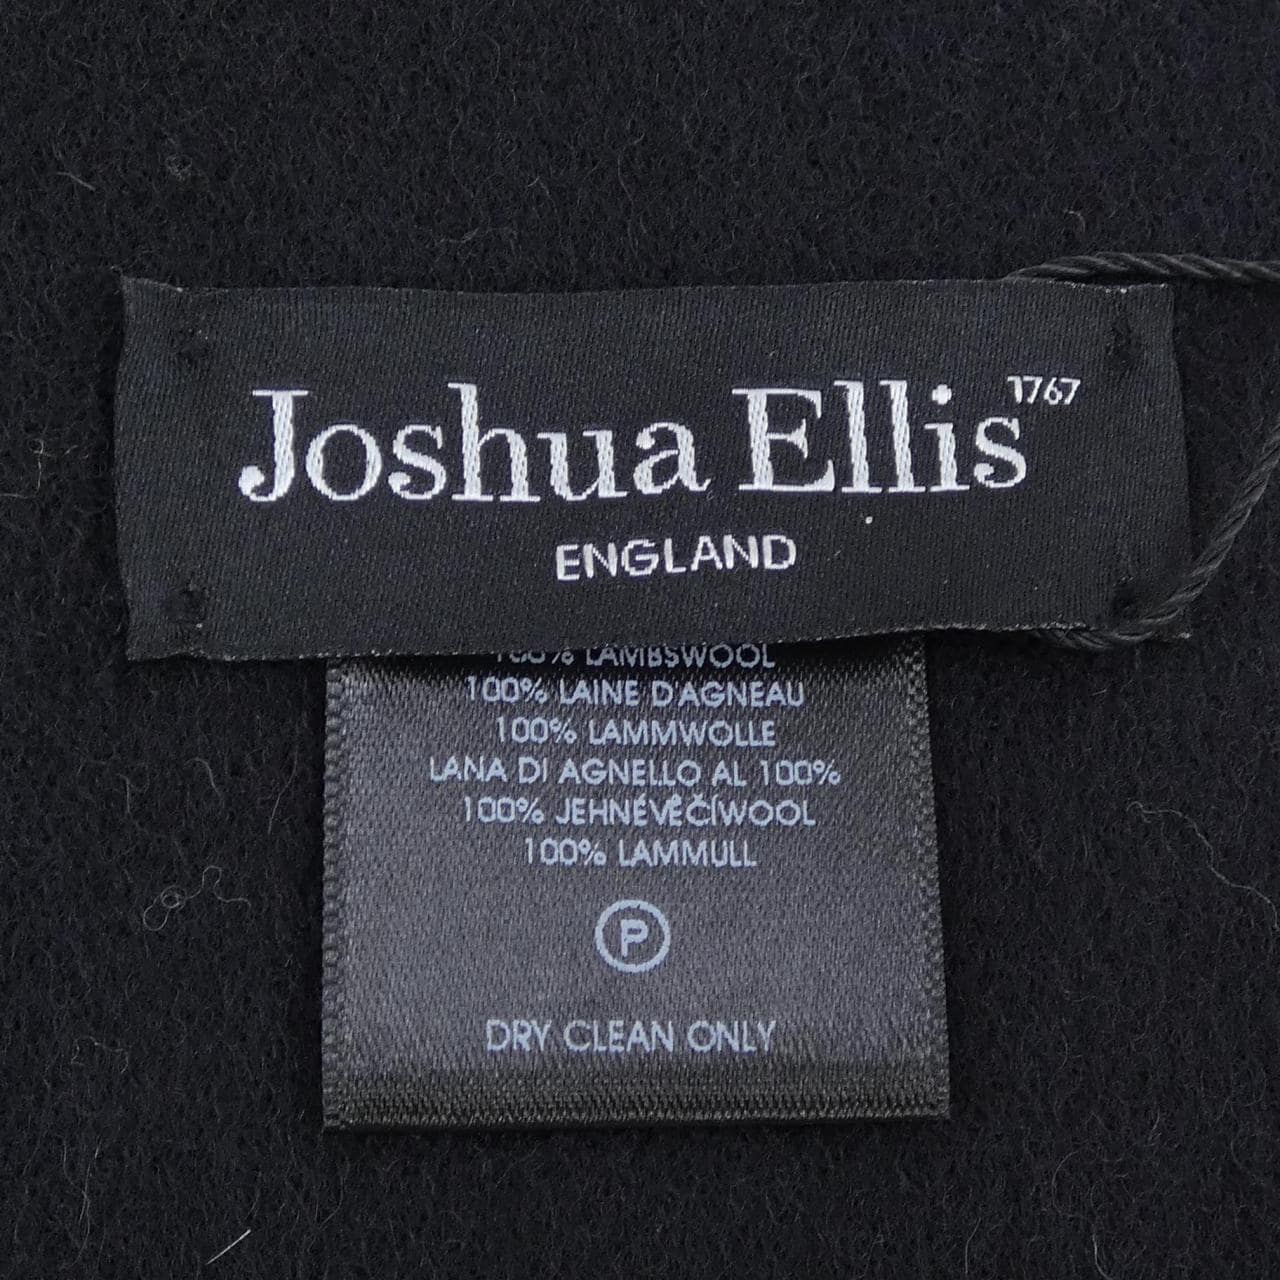 Joshua Ellis 1767
ENGLAND
100% LAMBSWOOL
100% LAINE D'AGNEAU
100% LAMMWOLLE
LANA DI AGNELLO AL 100%
100% JEHNÉVĚČÍWOOL
100% LAMMULL
P
DRY CLEAN ONLY